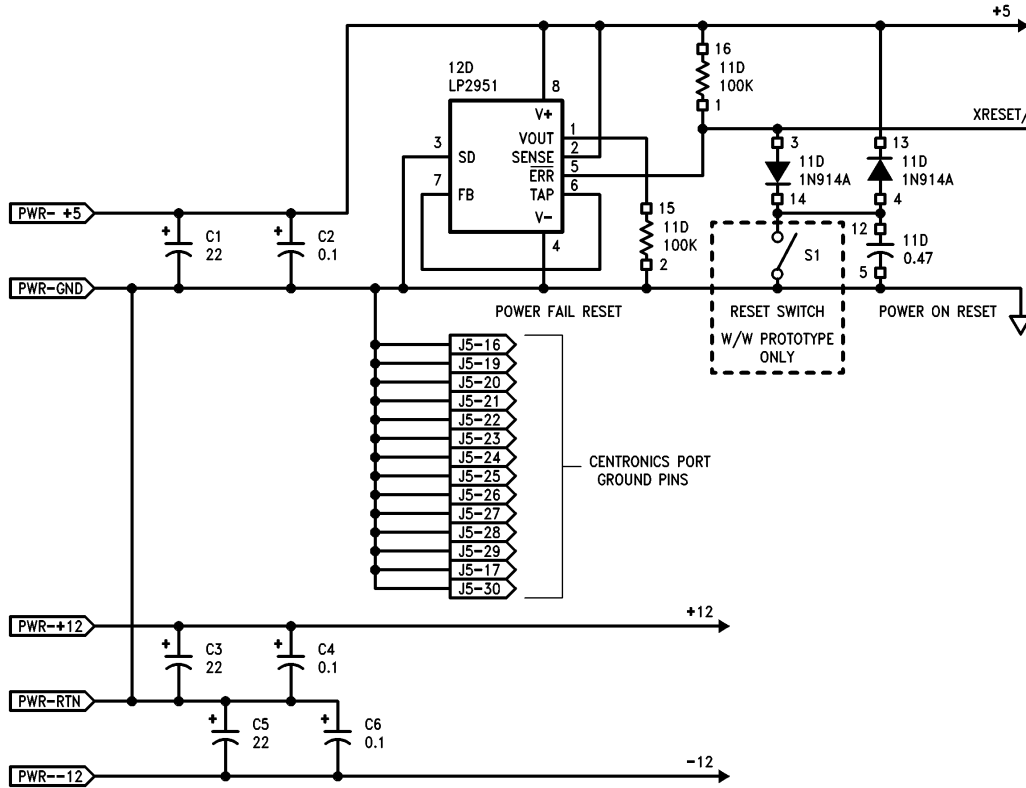 +5
16
11D
100K
1
12D
LP2951
8
V+
VOUT
1
SENSE
2
ERR
5
TAP
6
V-
4
3
SD
7
FB
XRESET/
3
11D
1N914A
14
13
11D
1N914A
4
15
11D
100K
2
12
11D
0.47
5
S1
PWR- +5
+
C1
22
+
C2
0.1
PWR-GND
POWER FAIL RESET
RESET SWITCH
W/W PROTOTYPE
ONLY
POWER ON RESET
J5-16
J5-19
J5-20
J5-21
J5-22
J5-23
J5-24
J5-25
J5-26
J5-27
J5-28
J5-29
J5-17
J5-30
CENTRONICS PORT
GROUND PINS
PWR-+12
+12
+
C3
22
+
C4
0.1
PWR-RTN
+
C5
22
+
C6
0.1
PWR--12
-12